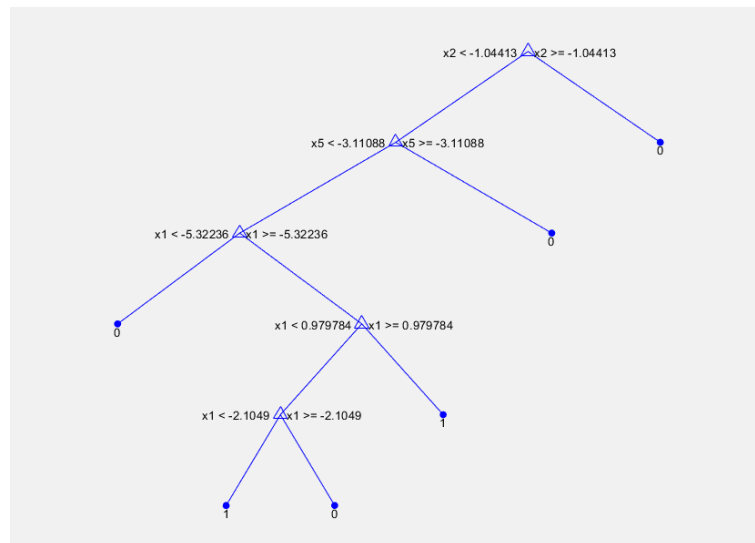 x2 < -1.04413 x2 >= -1.04413
x5 < -3.11088 x5 >= -3.11088
0
x1 < -5.32236 x1 >= -5.32236
0
x1 < 0.979784 x1 >= 0.979784
0
x1 < -2.1049 x1 >= -2.1049
1
1
0